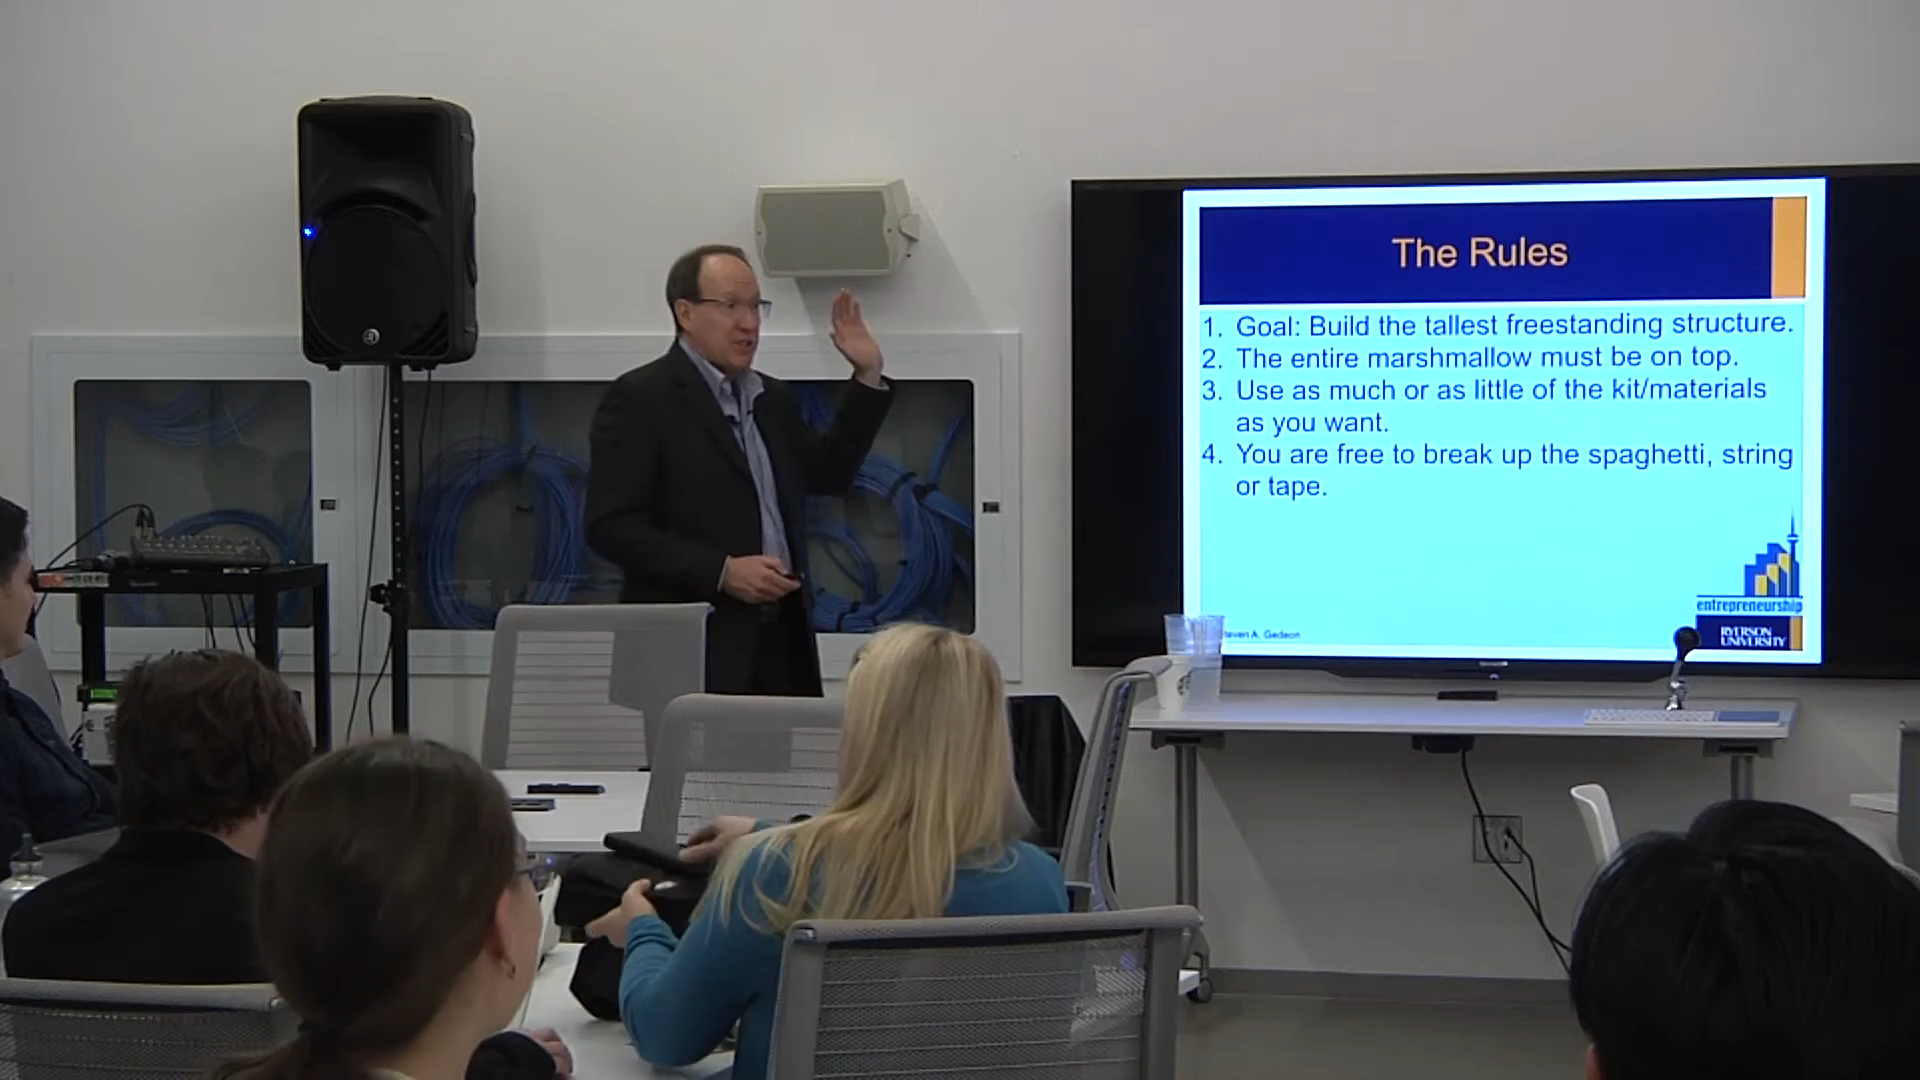 The Rules
1. Goal: Build the tallest freestanding structure.
2. The entire marshmallow must be on top.
3. Use as much or as little of the kit/materials
as you want.
4. You are free to break up the spaghetti, string
or tape.
entrepreneurship
RYERSON
UNIVERSITY
Steven A. Gedeon